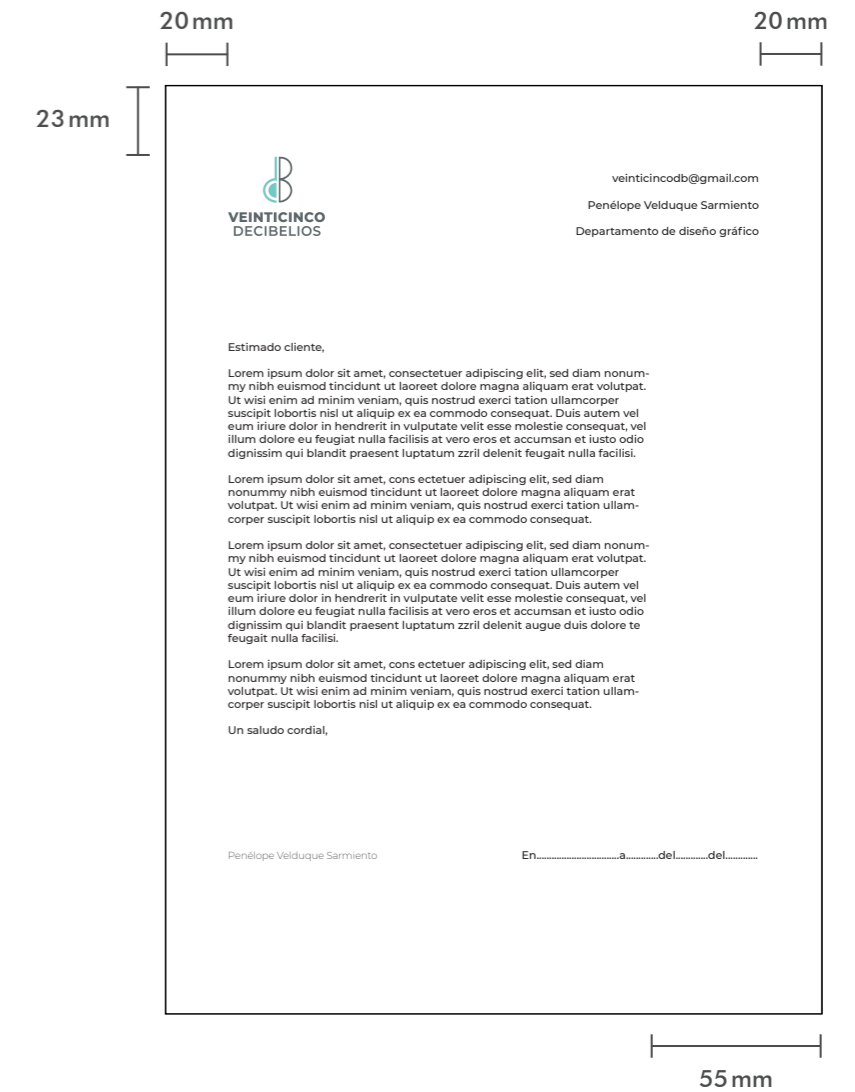 20 mm
20 mm
23 mm
VEINTICINCO
DECIBELIOS
veinticincodb@gmail.com
Penélope Velduque Sarmiento
Departamento de diseño gráfico
Estimado cliente,
Lorem ipsum dolor sit amet, consectetuer adipiscing elit, sed diam nonum-
my nibh euismod tincidunt ut laoreet dolore magna aliquam erat volutpat.
Ut wisi enim ad minim veniam, quis nostrud exerci tation ullamcorper
suscipit lobortis nisl ut aliquip ex ea commodo consequat. Duis autem vel
eum iriure dolor in hendrerit in vulputate velit esse molestie consequat, vel
illum dolore eu feugiat nulla facilisis at vero eros et accumsan et iusto odio
dignissim qui blandit praesent luptatum zzril delenit feugait nulla facilisi.
Lorem ipsum dolor sit amet, cons ectetuer adipiscing elit, sed diam
nonummy nibh euismod tincidunt ut laoreet dolore magna aliquam erat
volutpat. Ut wisi enim ad minim veniam, quis nostrud exerci tation ullam-
corper suscipit lobortis nisl ut aliquip ex ea commodo consequat.
Lorem ipsum dolor sit amet, consectetuer adipiscing elit, sed diam nonum-
my nibh euismod tincidunt ut laoreet dolore magna aliquam erat volutpat.
Ut wisi enim ad minim veniam, quis nostrud exerci tation ullamcorper
suscipit lobortis nisl ut aliquip ex ea commodo consequat. Duis autem vel
eum iriure dolor in hendrerit in vulputate velit esse molestie consequat, vel
illum dolore eu feugiat nulla facilisis at vero eros et accumsan et iusto odio
dignissim qui blandit praesent luptatum zzril delenit augue duis dolore te
feugait nulla facilisi.
Lorem ipsum dolor sit amet, cons ectetuer adipiscing elit, sed diam
nonummy nibh euismod tincidunt ut laoreet dolore magna aliquam erat
volutpat. Ut wisi enim ad minim veniam, quis nostrud exerci tation ullam-
corper suscipit lobortis nisl ut aliquip ex ea commodo consequat.
Un saludo cordial,
Penélope Velduque Sarmiento
En.................................a.............del.............del.............
55 mm